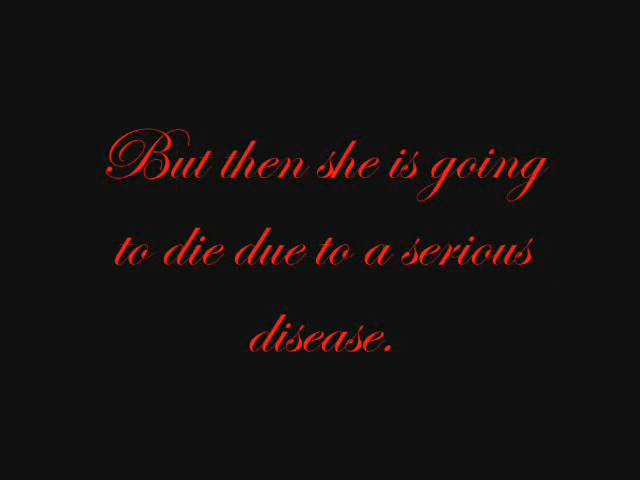 But then she is going
to die due to a serious
disease.